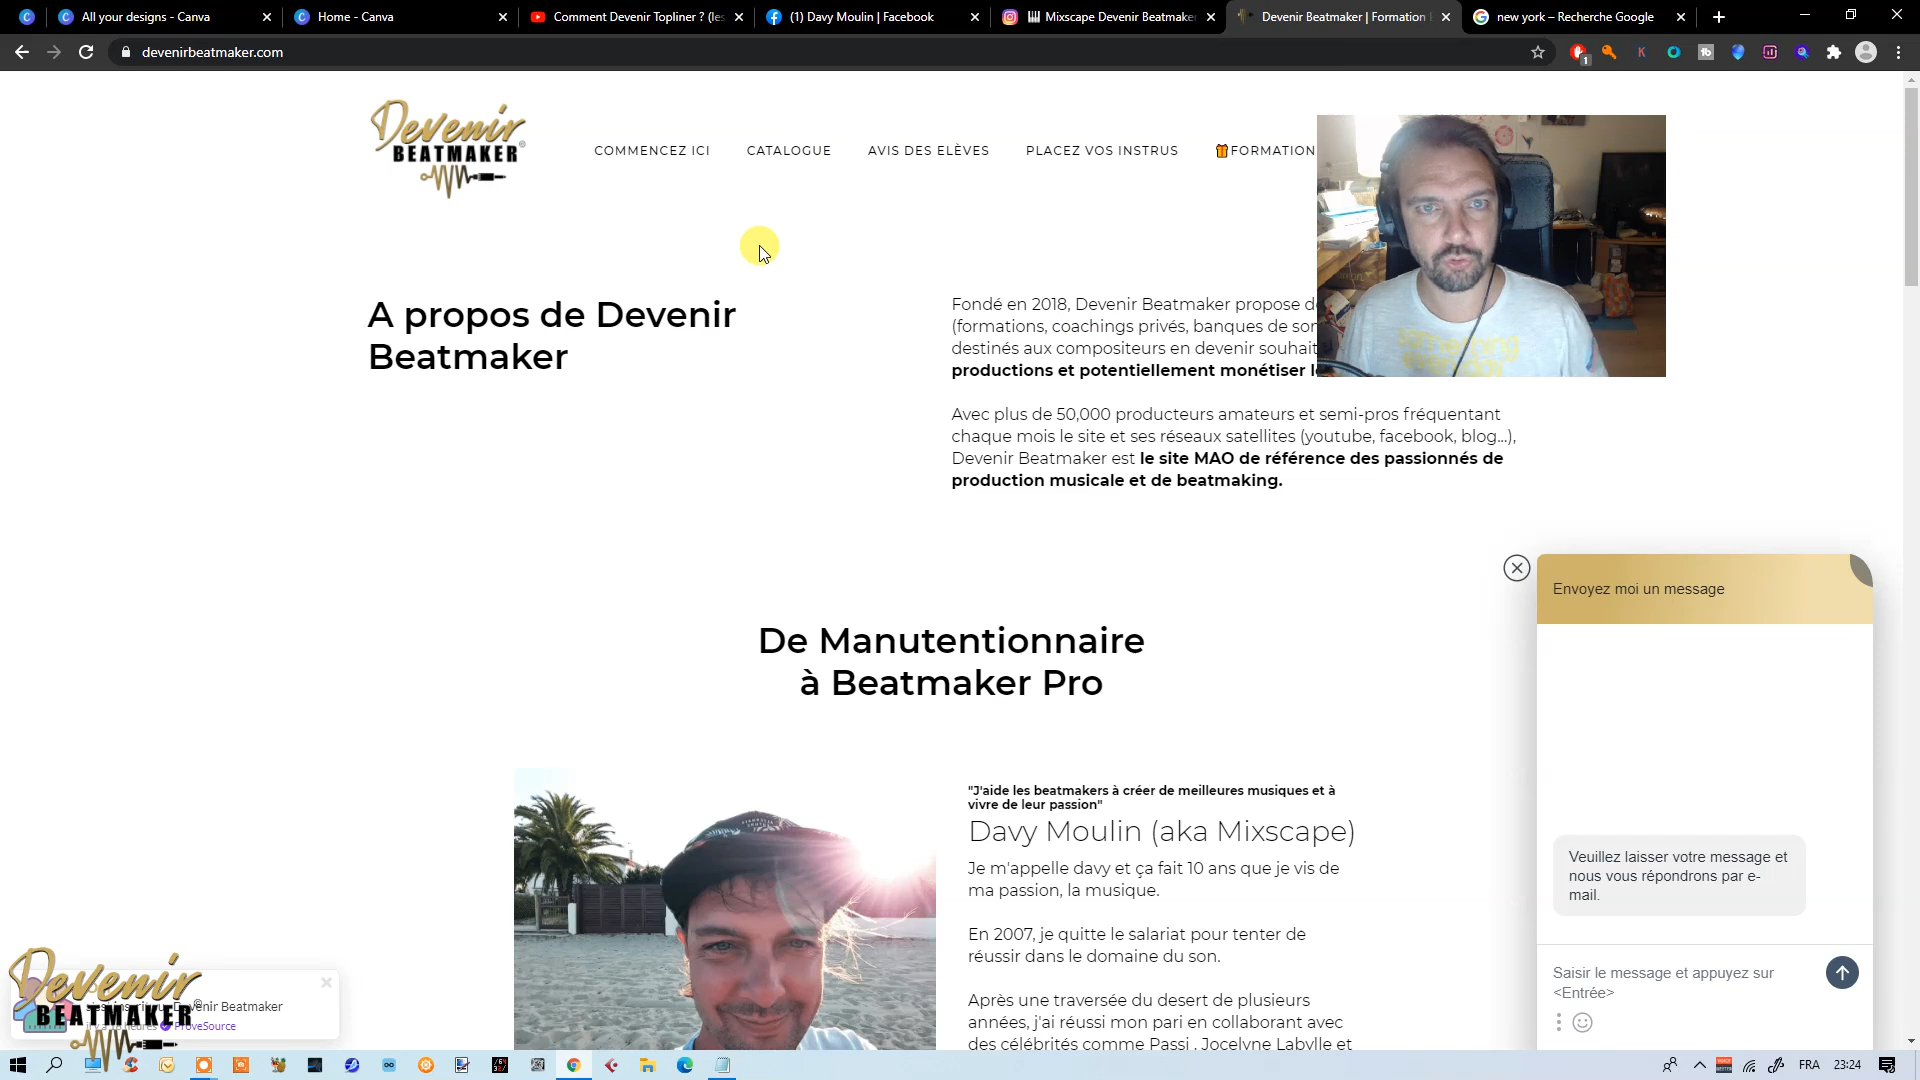 All your designs - Canva
Home - Canva
Comment Devenir Topliner ? (les
(1) Davy Moulin | Facebook
Mixscape Devenir Beatmaker
Devenir Beatmaker | Formation
new york – Recherche Google
devenirbeatmaker.com
Devenir
BEATMAKER
COMMENCEZ ICI
CATALOGUE
AVIS DES ELÈVES
PLACEZ VOS INSTRUS
FORMATION
A propos de Devenir
Beatmaker
Fondé en 2018, Devenir Beatmaker propose
(formations, coachings privés, banques de
destinés aux compositeurs en devenir
productions et potentiellement monétiser
Avec plus de 50,000 producteurs amateurs et semi-pros fréquentant
chaque mois le site et ses réseaux satellites (youtube, facebook, blog...),
Devenir Beatmaker est le site MAO de référence des passionnés de
production musicale et de beatmaking.
De Manutentionnaire
à Beatmaker Pro
"J'aide les beatmakers à créer de meilleures musiques et à
vivre de leur passion"
Davy Moulin (aka Mixscape)
Je m'appelle davy et ça fait 10 ans que je vis de
ma passion, la musique.
En 2007, je quitte le salariat pour tenter de
réussir dans le domaine du son.
Après une traversée du desert de plusieurs
années, j'ai réussi mon pari en collaborant avec
des célébrités comme Passi , Jocelyne Labylle et
Envoyez moi un message
Veuillez laisser votre message et
nous vous répondrons par e-
mail.
Saisir le message et appuyez sur
<Entrée>
Devenir
BEATMAKER
Devenir Beatmaker
heures ProveSource
FRA
23:24